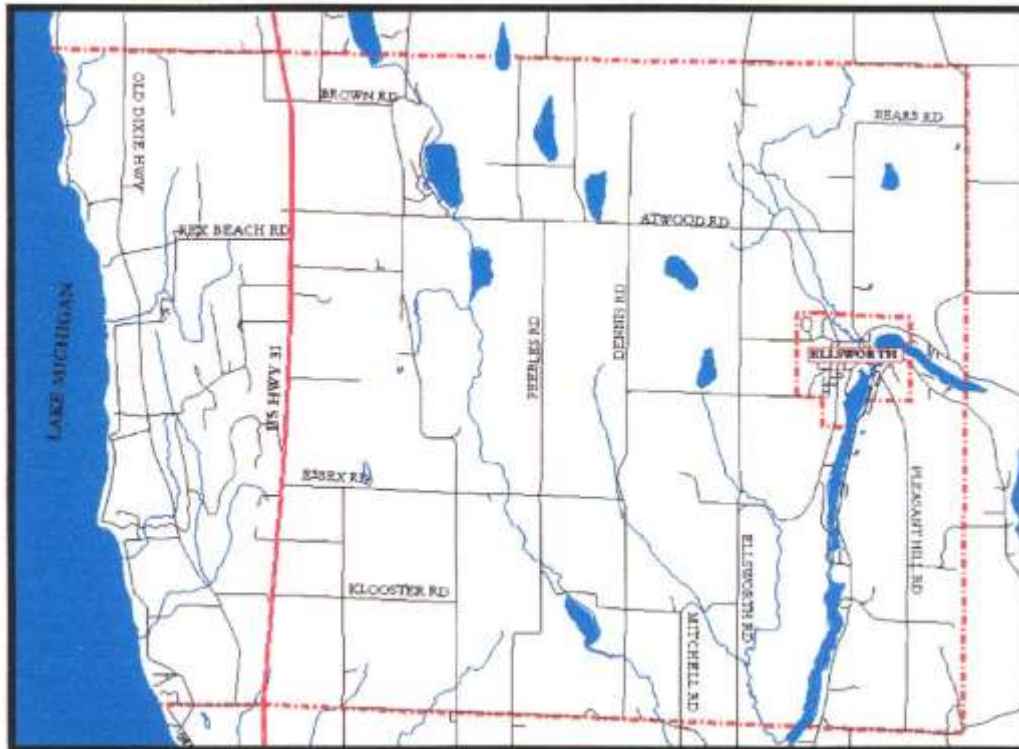 BROWN RD
OLD DIXIE HWY
BEARS RD
ATWOOD RD
REX BEACH RD
LAKE MICHIGAN
US HWY 31
PEEBLES RD
DENNIS RD
ELLSWORTH
ESSEX RD
PLEASANT HILL RD
ELLSWORTH RD
KLOOSTER RD
MITCHELL RD